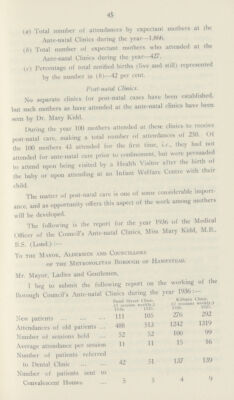 45
(a) Total number of attendances by expectant mothers at the
Ante-natal Clinics during the year—1,866.
(b) Total number of expectant mothers who attended at the
Ante-natal Clinics during the year—427.
(c) Percentage of total notified births (live and still) represented
by the number in (b)—42 per cent.
Post-natal Clinics.
No separate clinics for post-natal cases have been established,
but such mothers as have attended at the ante-natal clinics have been
seen by Dr. Mary Kidd.
During the year 100 mothers attended at these clinics to receive
post-natal care, making a total number of attendances of 250. Of
the 100 mothers 43 attended for the first time, i.e., they had not
attended for ante-natal care prior to confinement, but were persuaded
to attend upon being visited by a Health Visitor after the birth of
the baby or upon attending at an Infant Welfare Centre with their
child.
The matter of post-natal care is one of some considerable import-
ance, and as opportunity offers this aspect of the work among mothers
will be developed.
The following is the report for the year 1936 of the Medical
Officer of the Council's Ante-natal Clinics, Miss Mary Kidd, M.B.,
B.S. (Lond.) :—
To the Mayor, Aldermen and Councillors
of the Metropolitan Borough of Hampstead.
Mr. Mayor, Ladies and Gentlemen,
I beg to submit the following report on the working of the
Borough Council's Ante-natal Clinics during the year 1936 :—
Kilburn Clinic.
New patients ... 111 105 276 292
Attendances of old patients ... 488 513 1242 1319
Number of sessions held ... 52 52 100 99
Average attendance per session 11 11 15 16
Number of patients referred
to Dental Clinic ... 42 51 137 139
Number of patients sent to
Convalescent Homes ... 5 3 4 9